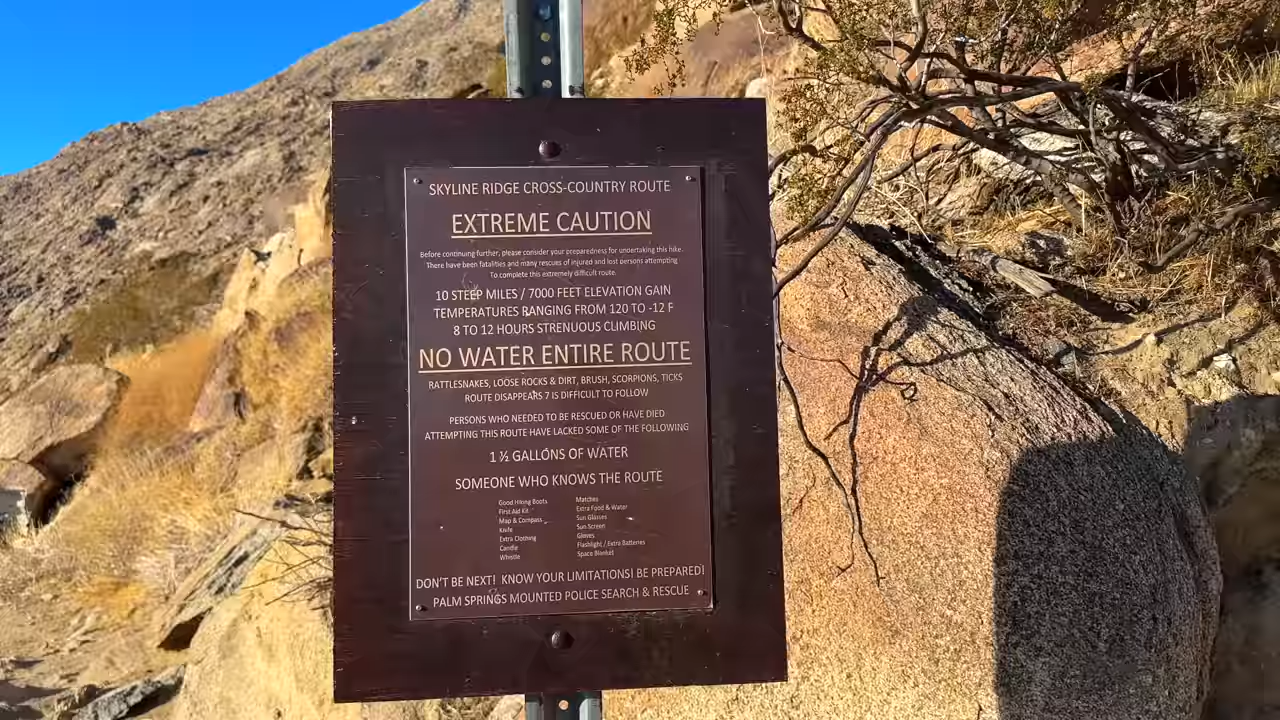 SKYLINE RIDGE CROSS-COUNTRY ROUTE
EXTREME CAUTION
Before continuing further, please consider your preparedness for undertaking this hike.
There have been fatalities and many rescues of injured and lost persons attempting
To complete this extremely difficult route.
10 STEEP MILES / 7000 FEET ELEVATION GAIN
TEMPERATURES RANGING FROM 120 TO -12 F
8 TO 12 HOURS STRENUOUS CLIMBING
NO WATER ENTIRE ROUTE
RATTLESNAKES, LOOSE ROCKS & DIRT, BRUSH, SCORPIONS, TICKS
ROUTE DISAPPEARS 7 IS DIFFICULT TO FOLLOW
PERSONS WHO NEEDED TO BE RESCUED OR HAVE DIED
ATTEMPTING THIS ROUTE HAVE LACKED SOME OF THE FOLLOWING
1 ½ GALLONS OF WATER
SOMEONE WHO KNOWS THE ROUTE
Good Hiking Boots
First Aid Kit
Map & Compass
Knife
Extra Clothing
Candle
Whistle
Matches
Extra Food & Water
Sun Glasses
Sun Screen
Gloves
Flashlight / Extra Batteries
Space Blanket
DON'T BE NEXT! KNOW YOUR LIMITATIONS! BE PREPARED!
PALM SPRINGS MOUNTED POLICE SEARCH & RESCUE